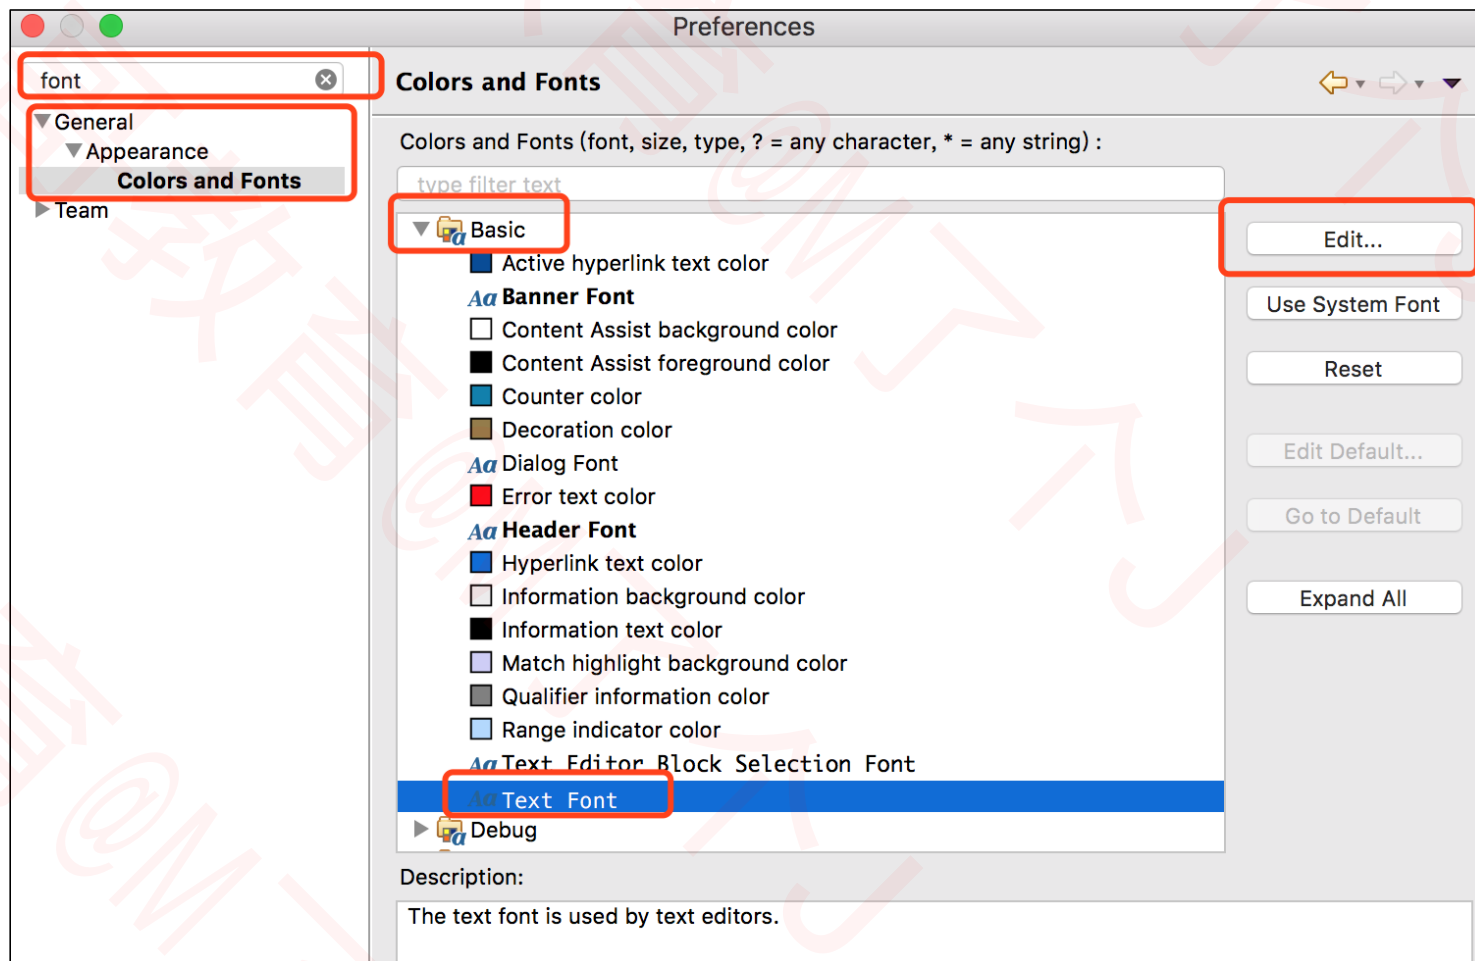 Preferences
font
General
Appearance
Colors and Fonts
Team
Colors and Fonts
Colors and Fonts (font, size, type, ? = any character, * = any string) :
type filter text
Basic
Active hyperlink text color
Aa Banner Font
Content Assist background color
Content Assist foreground color
Counter color
Decoration color
Aa Dialog Font
Error text color
Aa Header Font
Hyperlink text color
Information background color
Information text color
Match highlight background color
Qualifier information color
Range indicator color
Aa Text Editor Block Selection Font
Aa Text Font
Debug
Edit...
Use System Font
Reset
Edit Default...
Go to Default
Expand All
Description:
The text font is used by text editors.